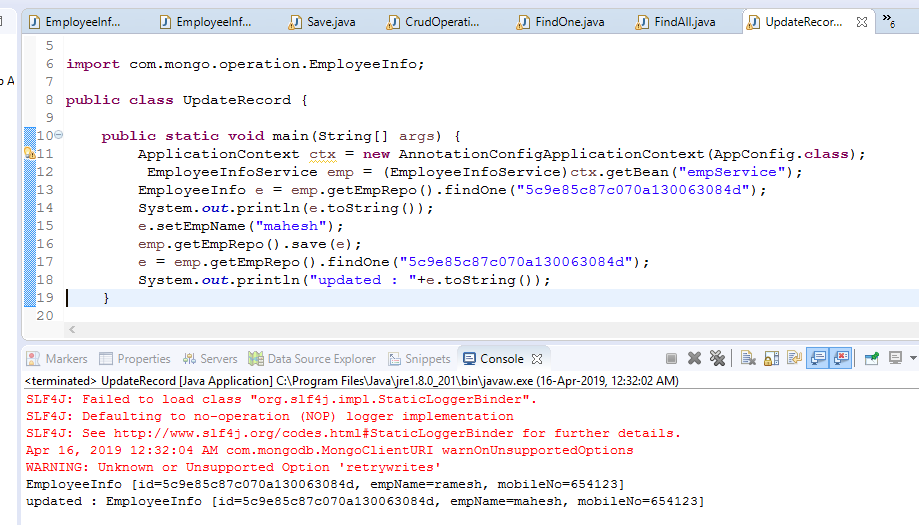 EmployeeInf... EmployeeInf... Save.java CrudOperati... FindOne.java FindAll.java UpdateRecor... »6
5
6 import com.mongo.operation.EmployeeInfo;
7
8 public class UpdateRecord {
9
10 public static void main(String[] args) {
11 ApplicationContext ctx = new AnnotationConfigApplicationContext(AppConfig.class);
12 EmployeeInfoService emp = (EmployeeInfoService)ctx.getBean("empService");
13 EmployeeInfo e = emp.getEmpRepo().findOne("5c9e85c87c070a130063084d");
14 System.out.println(e.toString());
15 e.setEmpName("mahesh");
16 emp.getEmpRepo().save(e);
17 e = emp.getEmpRepo().findOne("5c9e85c87c070a130063084d");
18 System.out.println("updated : "+e.toString());
19 }
20
Markers Properties Servers Data Source Explorer Snippets Console
<terminated> UpdateRecord [Java Application] C:\Program Files\Java\jre1.8.0_201\bin\javaw.exe (16-Apr-2019, 12:32:02 AM)
SLF4J: Failed to load class "org.slf4j.impl.StaticLoggerBinder".
SLF4J: Defaulting to no-operation (NOP) logger implementation
SLF4J: See http://www.slf4j.org/codes.html#StaticLoggerBinder for further details.
Apr 16, 2019 12:32:04 AM com.mongodb.MongoClientURI warnOnUnsupportedOptions
WARNING: Unknown or Unsupported Option 'retrywrites'
EmployeeInfo [id=5c9e85c87c070a130063084d, empName=ramesh, mobileNo=654123]
updated : EmployeeInfo [id=5c9e85c87c070a130063084d, empName=mahesh, mobileNo=654123]